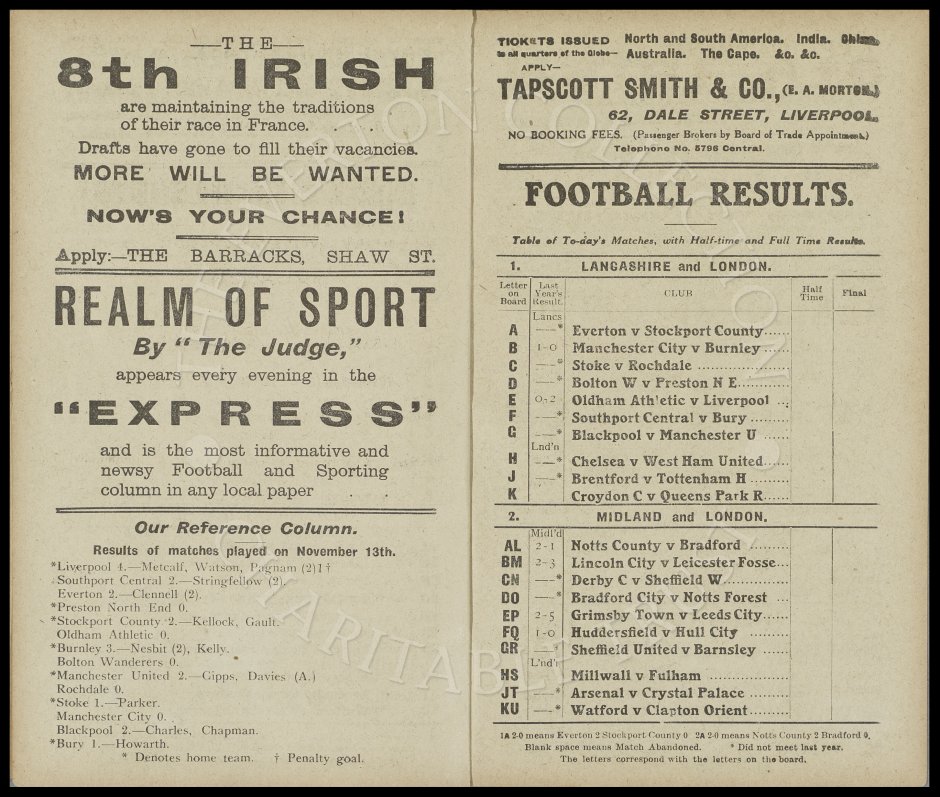 —THE—
8th IRISH
are maintaining the traditions
of their race in France. . . .
Drafts have gone to fill their vacancies.
MORE WILL BE WANTED.
NOW'S YOUR CHANCE!
Apply:—THE BARRACKS, SHAW ST.
REALM OF SPORT
By "The Judge,"
appears every evening in the
"EXPRESS"
and is the most informative and
newsy Football and Sporting
column in any local paper . .
Our Reference Column.
Results of matches played on November 13th.
*Liverpool 4.—Metcalf, Watson, Pagnam (2)1†
Southport Central 2.—Stringfellow (2).
Everton 2.—Clennell (2).
*Preston North End 0.
*Stockport County 2.—Kellock, Gault.
Oldham Athletic 0.
*Burnley 3.—Nesbit (2), Kelly.
Bolton Wanderers 0.
*Manchester United 2.—Gipps, Davies (A.)
Rochdale 0.
*Stoke 1.—Parker.
Manchester City 0.
Blackpool 2.—Charles, Chapman.
*Bury 1.—Howarth.
* Denotes home team. † Penalty goal.
TICKETS ISSUED North and South America. India. China,
to all quarters of the Globe— Australia. The Cape. &c. &c.
APPLY—
TAPSCOTT SMITH & CO., (E. A. MORTON,)
62, DALE STREET, LIVERPOOL.
NO BOOKING FEES. (Passenger Brokers by Board of Trade Appointment.)
Telephone No. 5796 Central.
FOOTBALL RESULTS.
Table of To-day's Matches, with Half-time and Full Time Results.
1. LANCASHIRE and LONDON.
Letter on Board Last Year's Result. CLUB Half Time Final
Lancs
A —* Everton v Stockport County......
B 1-0 Manchester City v Burnley......
C —* Stoke v Rochdale ..................
D —* Bolton W v Preston N E..........
E 0-2 Oldham Athletic v Liverpool ...
F —* Southport Central v Bury ........
G —* Blackpool v Manchester U ......
Lnd'n
H —* Chelsea v West Ham United......
J —* Brentford v Tottenham H .........
K Croydon C v Queens Park R......
2. MIDLAND and LONDON.
Midl'd
AL 2-1 Notts County v Bradford .........
BM 2-3 Lincoln City v Leicester Fosse...
CN —* Derby C v Sheffield W............
DO —* Bradford City v Notts Forest ...
EP 2-5 Grimsby Town v Leeds City......
FQ 1-0 Huddersfield v Hull City ........
GR —* Sheffield United v Barnsley ......
L'nd'n
HS Millwall v Fulham ..................
JT —* Arsenal v Crystal Palace .........
KU —* Watford v Clapton Orient.........
1A 2-0 means Everton 2 Stockport County 0 2A 2-0 means Notts County 2 Bradford 0.
Blank space means Match Abandoned. * Did not meet last year.
The letters correspond with the letters on the board.
THE EVERTON COLLECTION
CHARITABLE